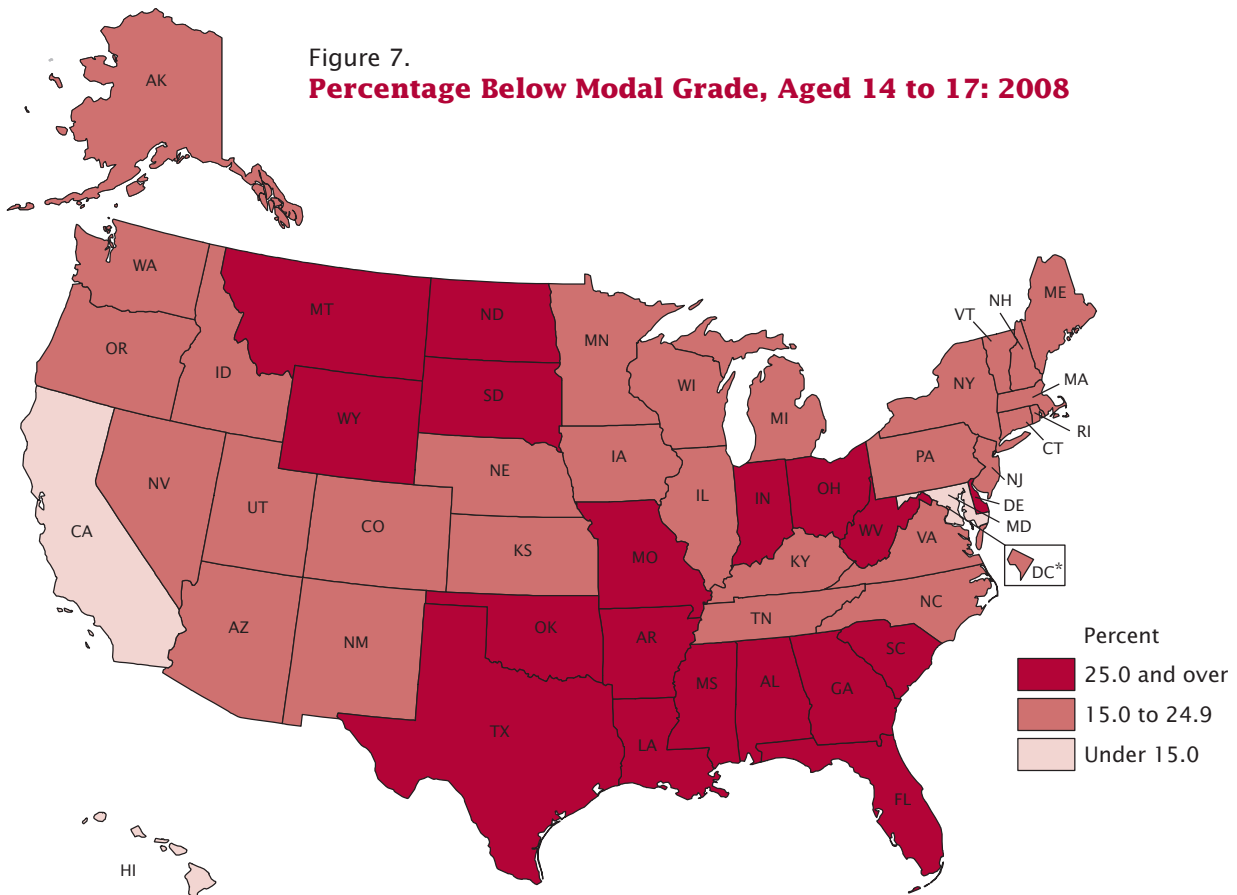 Figure 7.
Percentage Below Modal Grade, Aged 14 to 17: 2008
AK
WA
MT
ND
MN
VT
NH
ME
OR
ID
SD
WI
MI
NY
MA
WY
RI
CT
NE
IA
PA
NJ
NV
UT
CO
IL
IN
OH
DE
MD
CA
KS
MO
WV
VA
KY
DC*
AZ
NM
OK
AR
TN
NC
SC
MS
AL
GA
TX
LA
FL
HI
Percent
25.0 and over
15.0 to 24.9
Under 15.0